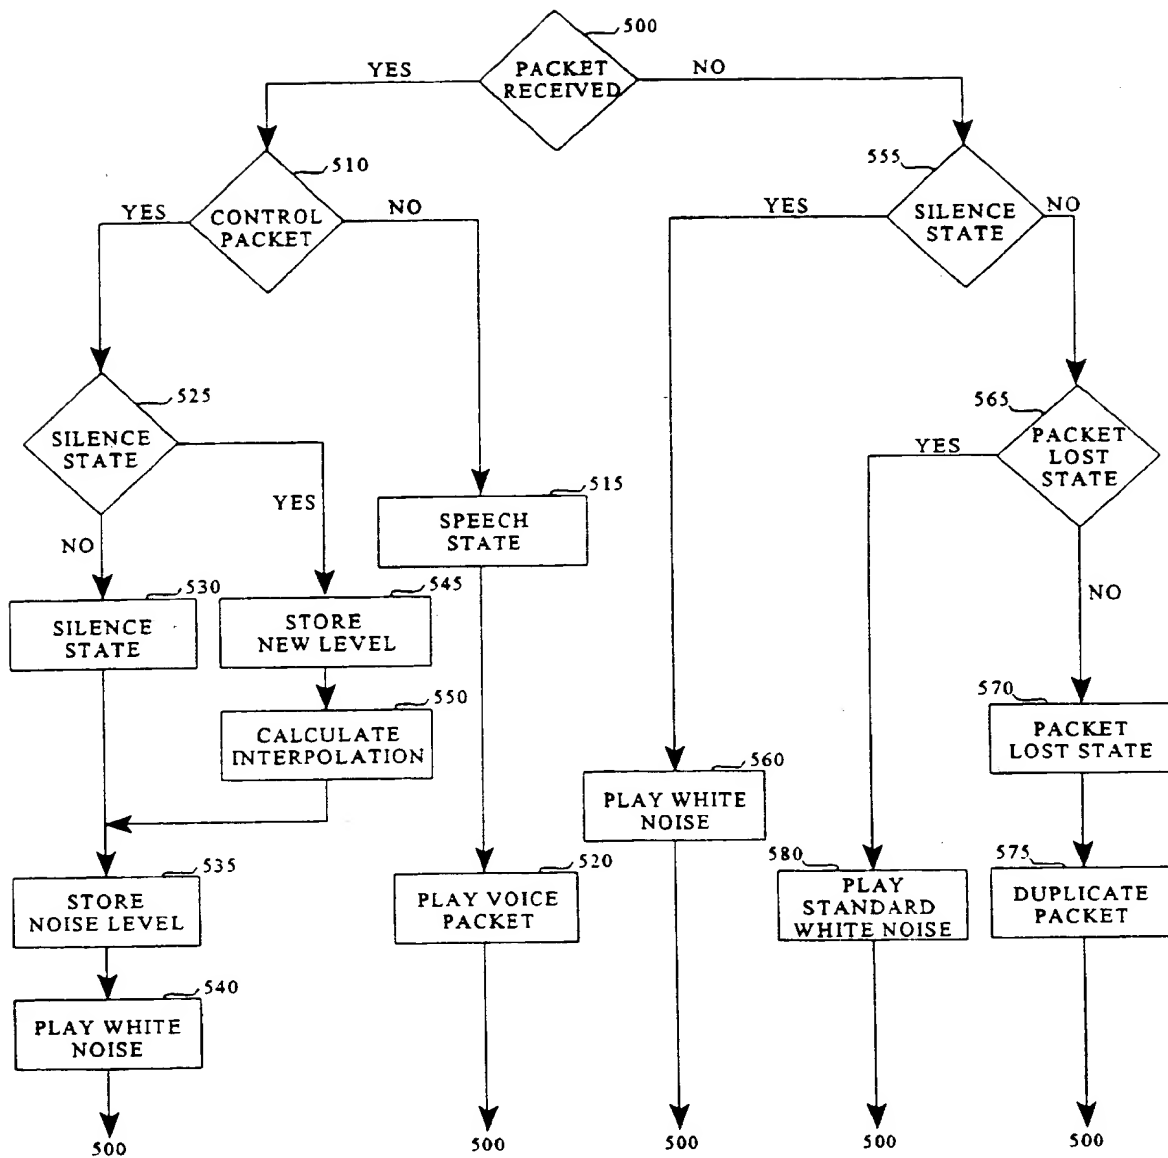 500
PACKET
RECEIVED
YES
NO
510
CONTROL
PACKET
YES
NO
555
SILENCE
STATE
YES
NO
525
SILENCE
STATE
NO
YES
565
PACKET
LOST
STATE
YES
NO
515
SPEECH
STATE
530
SILENCE
STATE
545
STORE
NEW LEVEL
550
CALCULATE
INTERPOLATION
570
PACKET
LOST STATE
560
PLAY WHITE
NOISE
535
STORE
NOISE LEVEL
520
PLAY VOICE
PACKET
580
PLAY
STANDARD
WHITE NOISE
575
DUPLICATE
PACKET
540
PLAY WHITE
NOISE
500
500
500
500
500